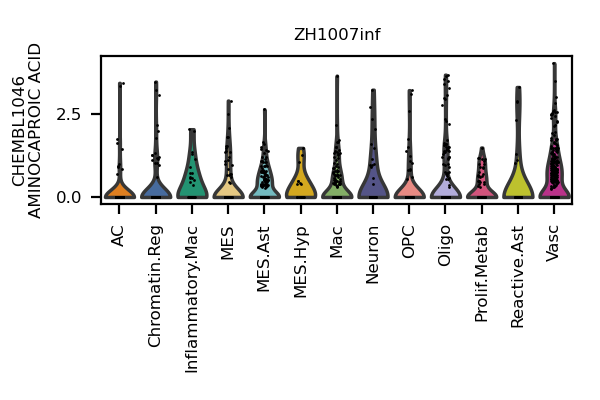 ZH1007inf
CHEMBL1046
AMINOCAPROIC ACID
2.5
0.0
AC
Chromatin.Reg
Inflammatory.Mac
MES
MES.Ast
MES.Hyp
Mac
Neuron
OPC
Oligo
Prolif.Metab
Reactive.Ast
Vasc